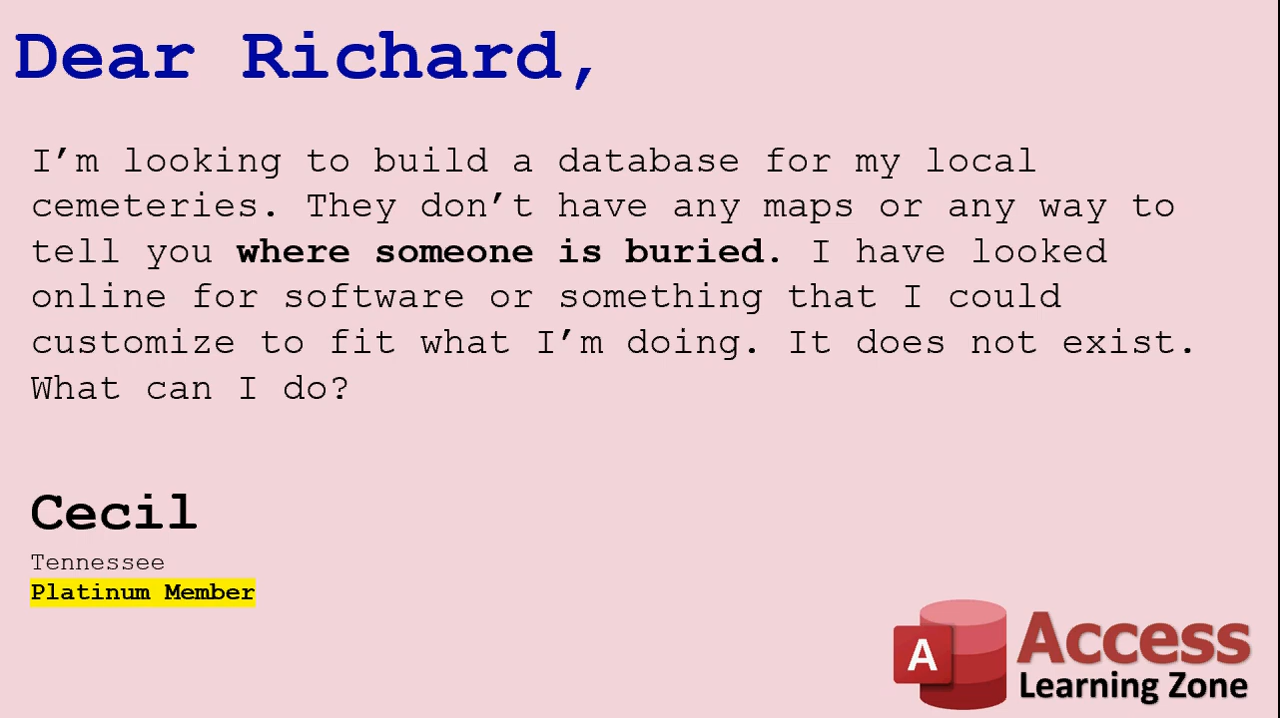 Dear Richard,
I’m looking to build a database for my local
cemeteries. They don’t have any maps or any way to
tell you where someone is buried. I have looked
online for software or something that I could
customize to fit what I’m doing. It does not exist.
What can I do?
Cecil
Tennessee
Platinum Member
A
Access
Learning Zone